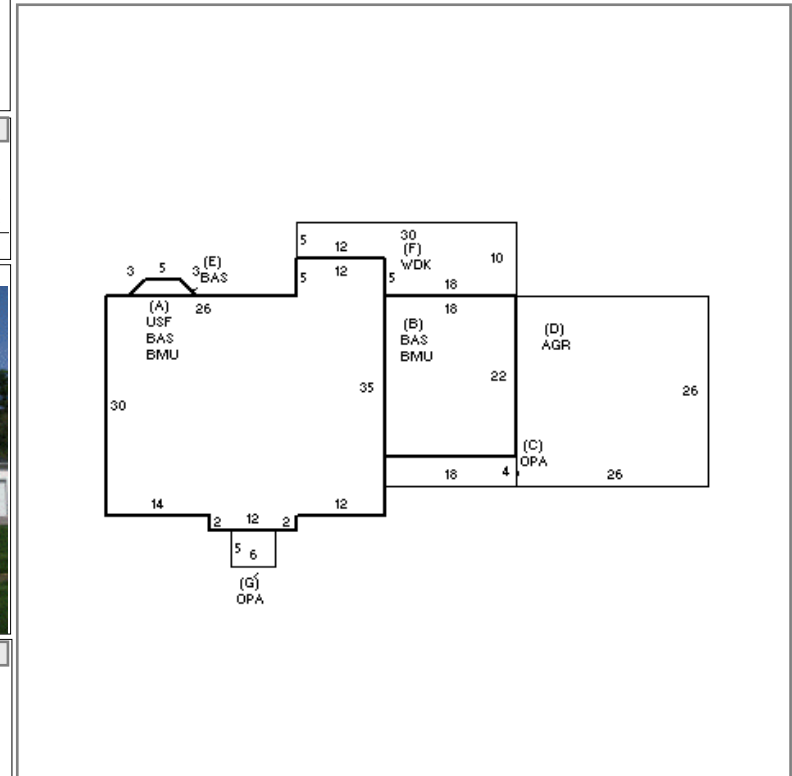 30
5 12 (F) 10
WDK
3 5 3 (E)
BAS
5 12 5 18
(A) 26 18
USF
BAS
BMU
(B)
BAS
BMU
(D)
AGR
22
35
26
30
(C)
OPA
18 4 26
14 12
2 12 2
5 6
(G)
OPA